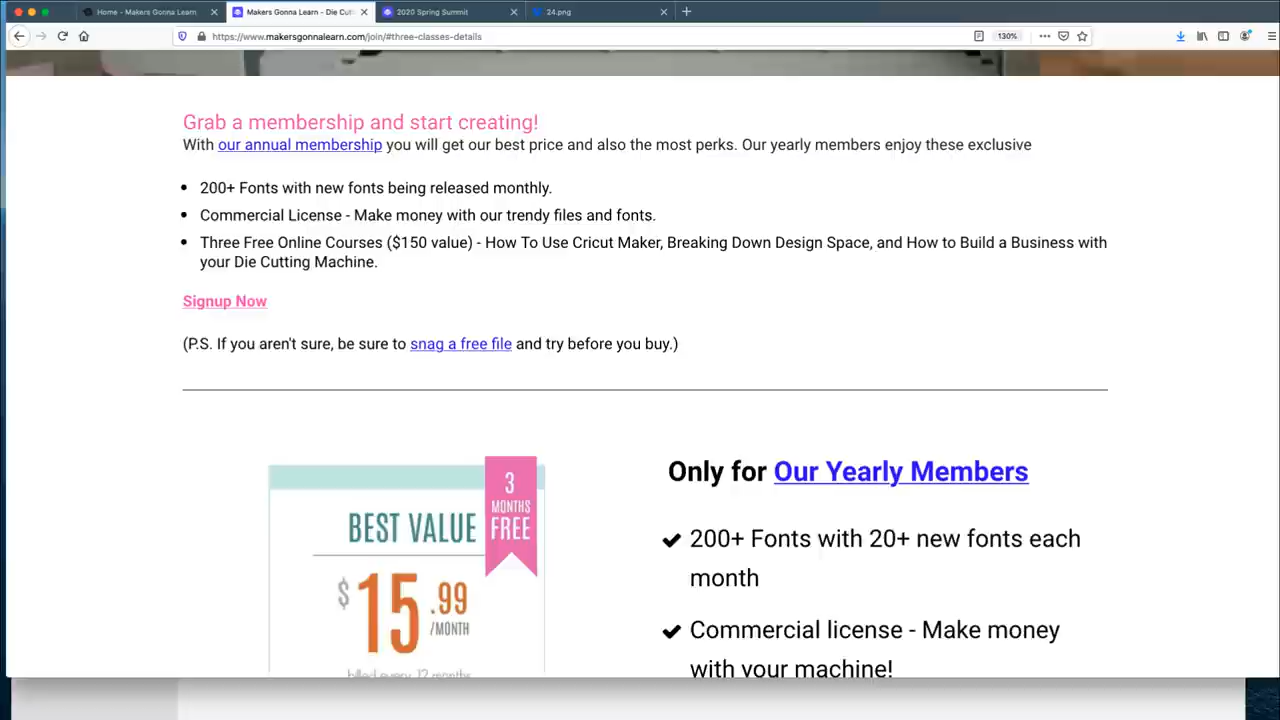 Home - Makers Gonna Learn
Makers Gonna Learn - Die Cut
2020 Spring Summit
24.png
https://www.makersgonnalearn.com/join/#three-classes-details
130%
Grab a membership and start creating!
With our annual membership you will get our best price and also the most perks. Our yearly members enjoy these exclusive
200+ Fonts with new fonts being released monthly.
Commercial License - Make money with our trendy files and fonts.
Three Free Online Courses ($150 value) - How To Use Cricut Maker, Breaking Down Design Space, and How to Build a Business with
your Die Cutting Machine.
Signup Now
(P.S. If you aren't sure, be sure to snag a free file and try before you buy.)
3
MONTHS
FREE
BEST VALUE
$15.99
/MONTH
billed every 12 months
Only for Our Yearly Members
200+ Fonts with 20+ new fonts each
month
Commercial license - Make money
with your machine!